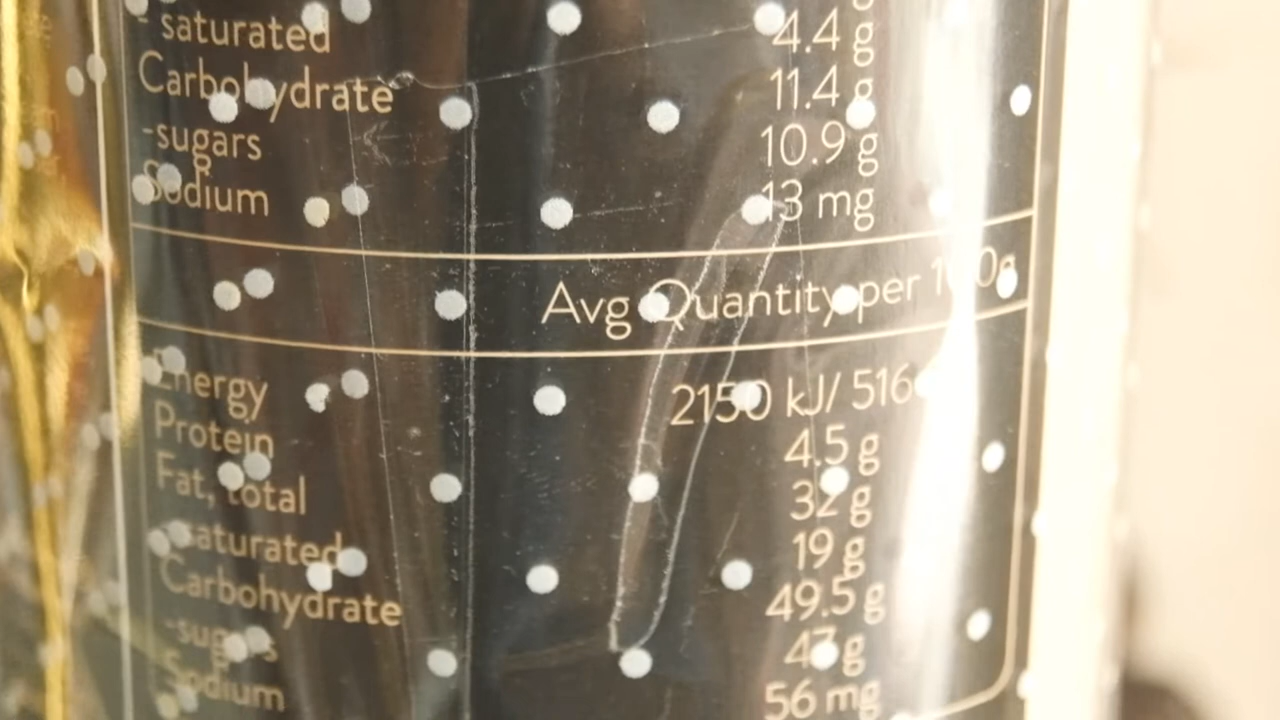 - saturated 4.4 g
Carbohydrate 11.4 g
-sugars 10.9 g
Sodium 13 mg
Avg Quantity per 100g
Energy 2150 kJ/ 516
Protein 4.5 g
Fat, total 32 g
-saturated 19 g
Carbohydrate 49.5 g
-sugars 47 g
Sodium 56 mg